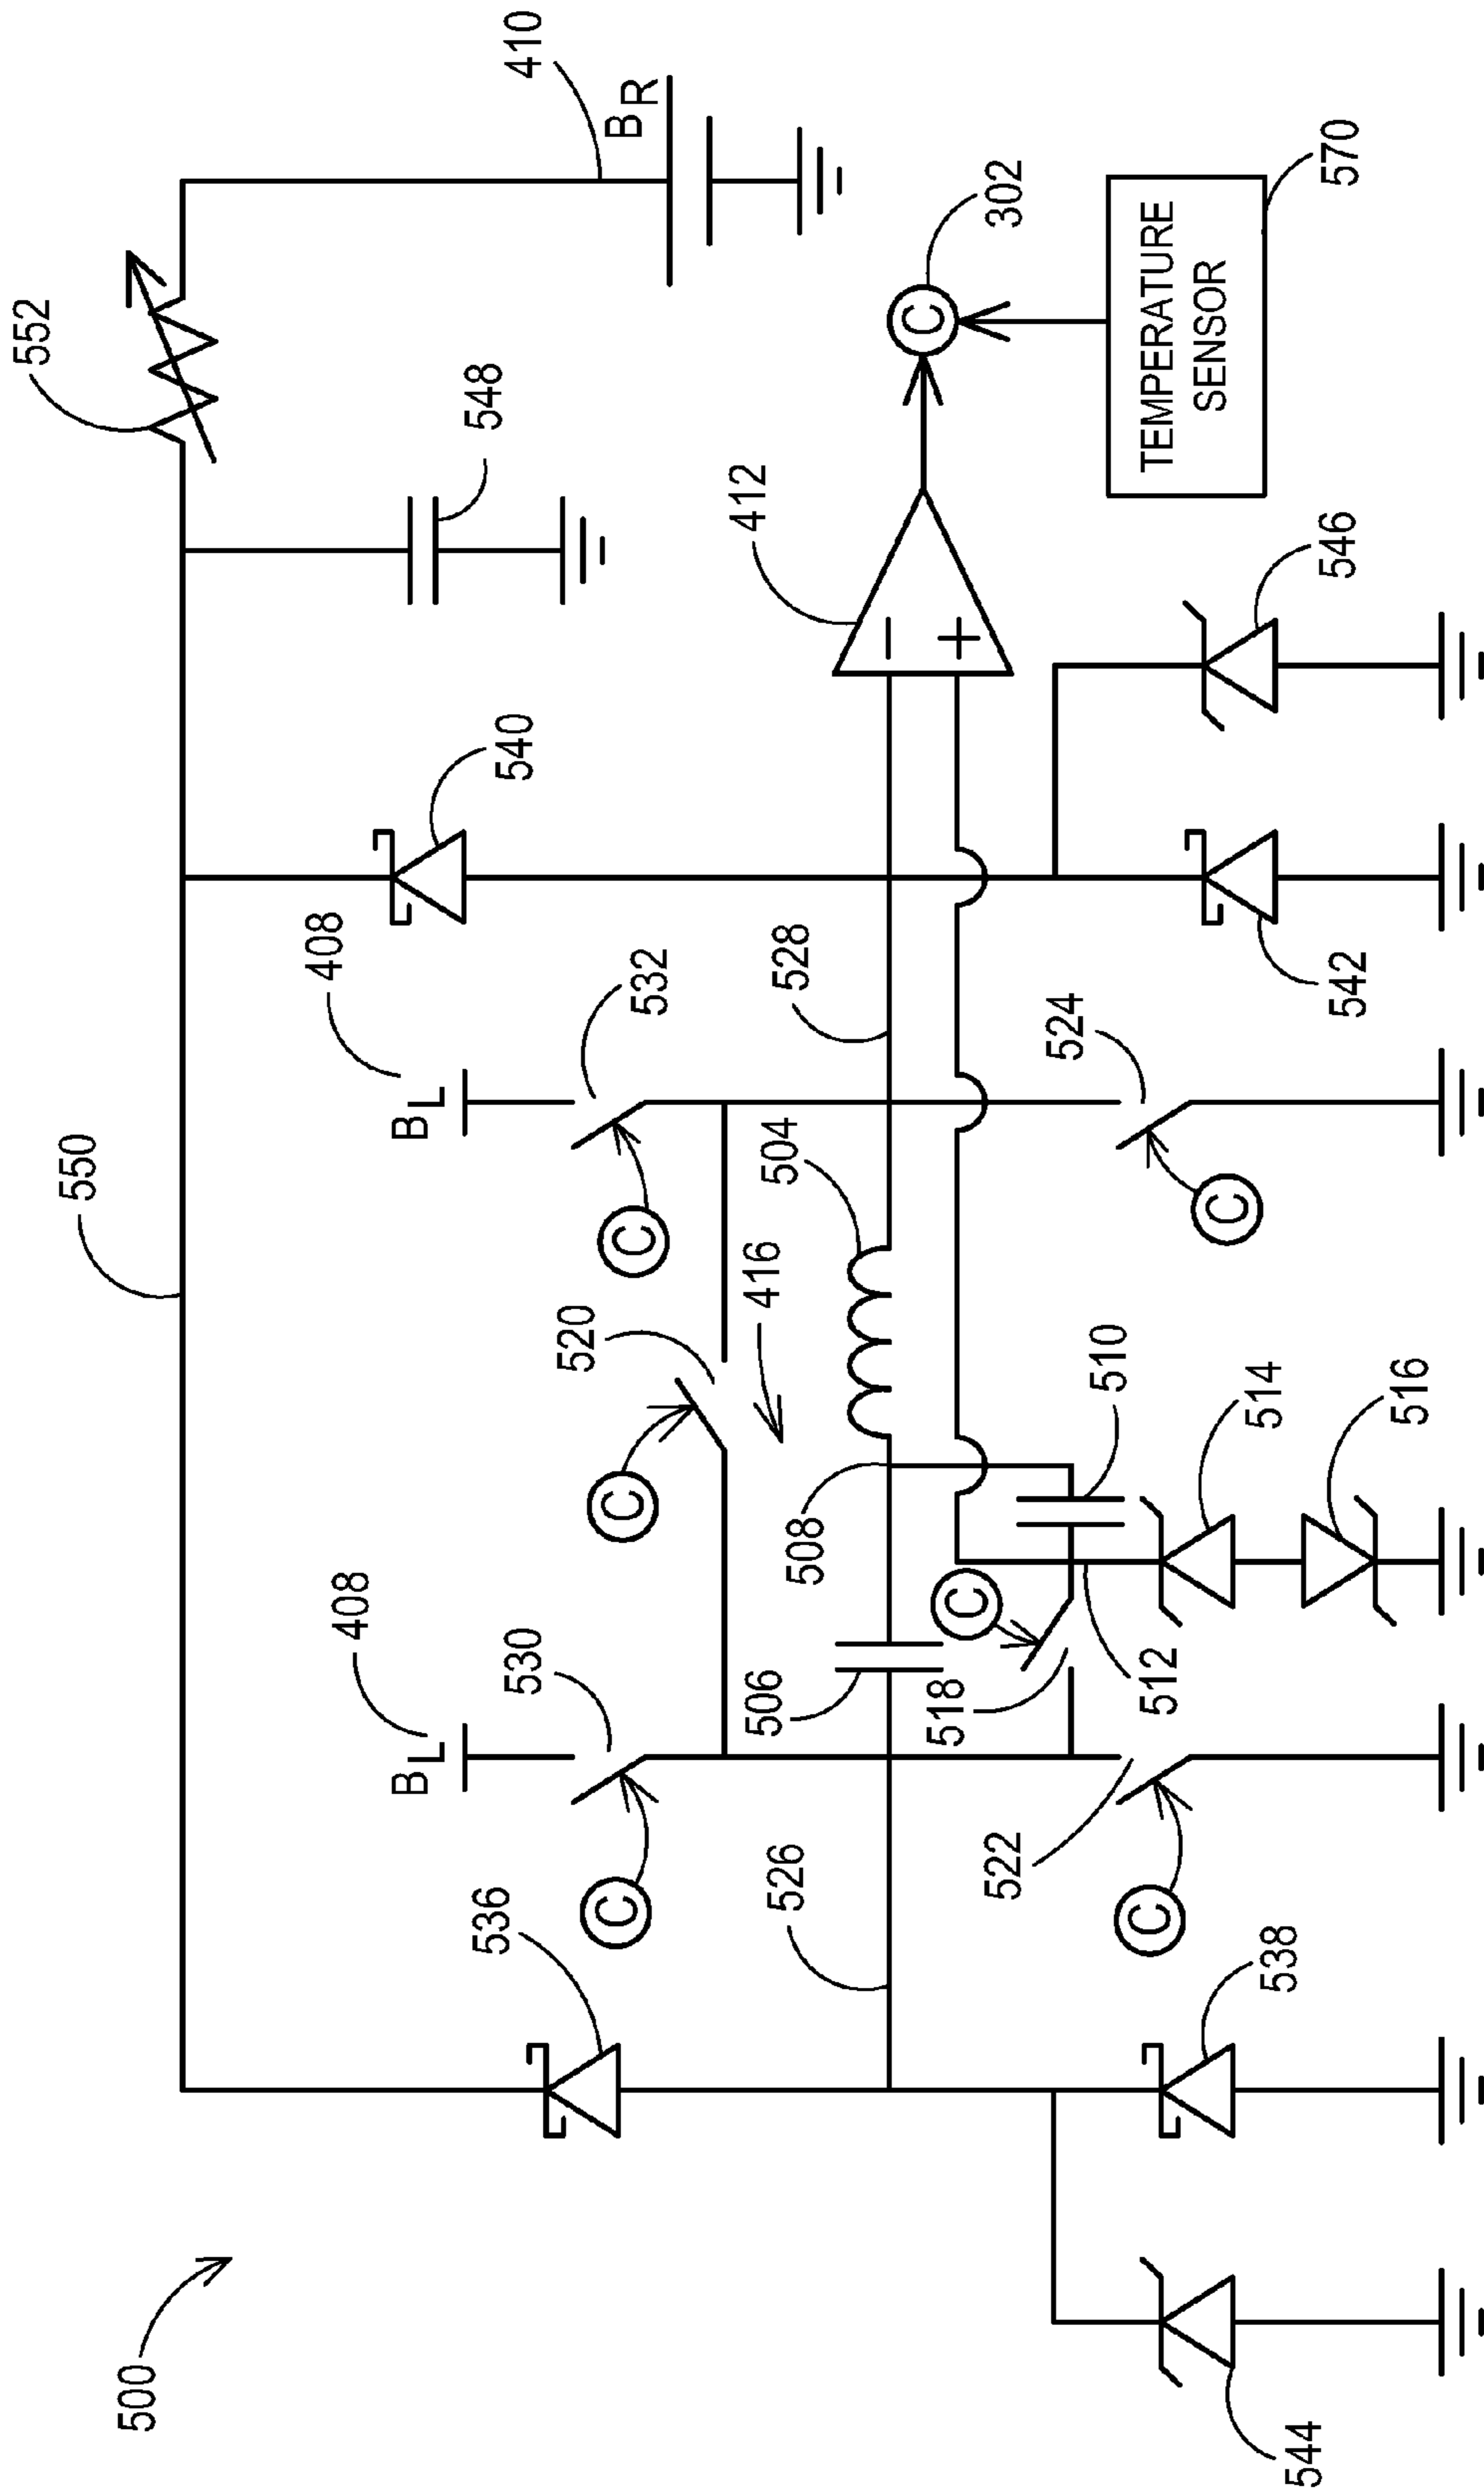 500
550
552
410
B R
548
540
408
B L
532
C
408
B L
530
C
536
520
C
416
504
528
412
−
+
C
302
526
506
508
C
518
512
510
524
C
522
C
514
516
538
544
542
546
TEMPERATURE
SENSOR
570